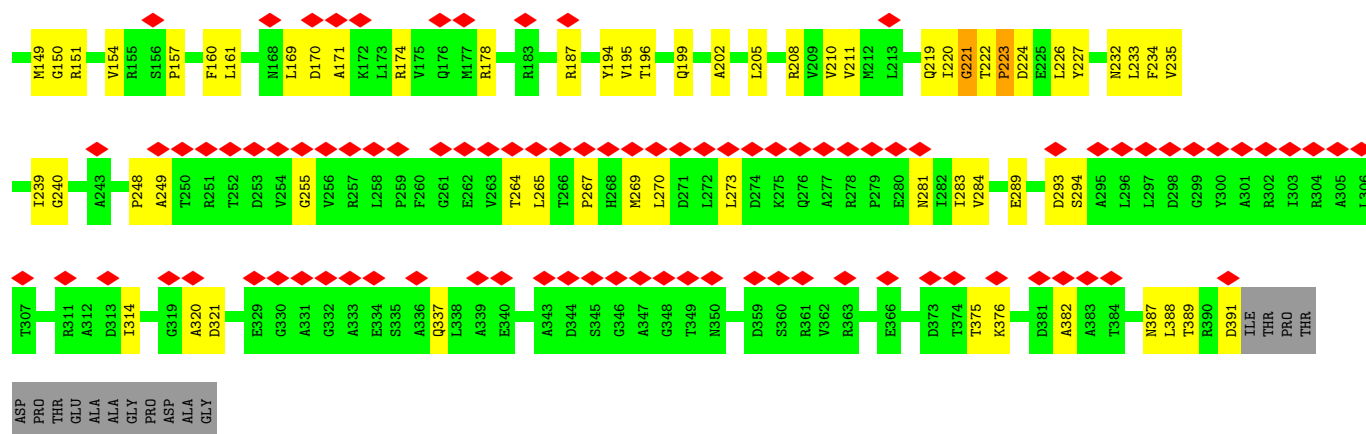 M149 G150 R151 V154 R155 S156 P157 F160 L161 N168 L169 D170 A171 K172 L173 R174 V175 Q176 M177 R178 R183 R187 Y194 V195 T196 Q199 A202 L205 R208 V209 V210 V211 M212 L213 Q219 I220 G221 T222 P223 D224 E225 L226 Y227 N232 L233 F234 V235
I239 G240 A243 P248 A249 T250 R251 T252 D253 V254 G255 V256 R257 L258 P259 F260 G261 E262 V263 T264 L265 T266 P267 H268 M269 L270 D271 L272 L273 D274 K275 Q276 A277 R278 P279 E280 N281 I282 I283 V284 E289 D293 S294 A295 L296 L297 D298 G299 Y300 A301 R302 I303 R304 A305 L306
T307 R311 A312 D313 I314 G319 A320 D321 E329 G330 A331 G332 A333 E334 S335 A336 Q337 L338 A339 E340 A343 D344 S345 G346 A347 G348 T349 N350 D359 S360 R361 V362 R363 E366 D373 T374 T375 K376 D381 A382 A383 T384 N387 L388 T389 R390 D391 ILE THR PRO THR
ASP PRO THR GLU ALA ALA GLY PRO ASP ALA GLY